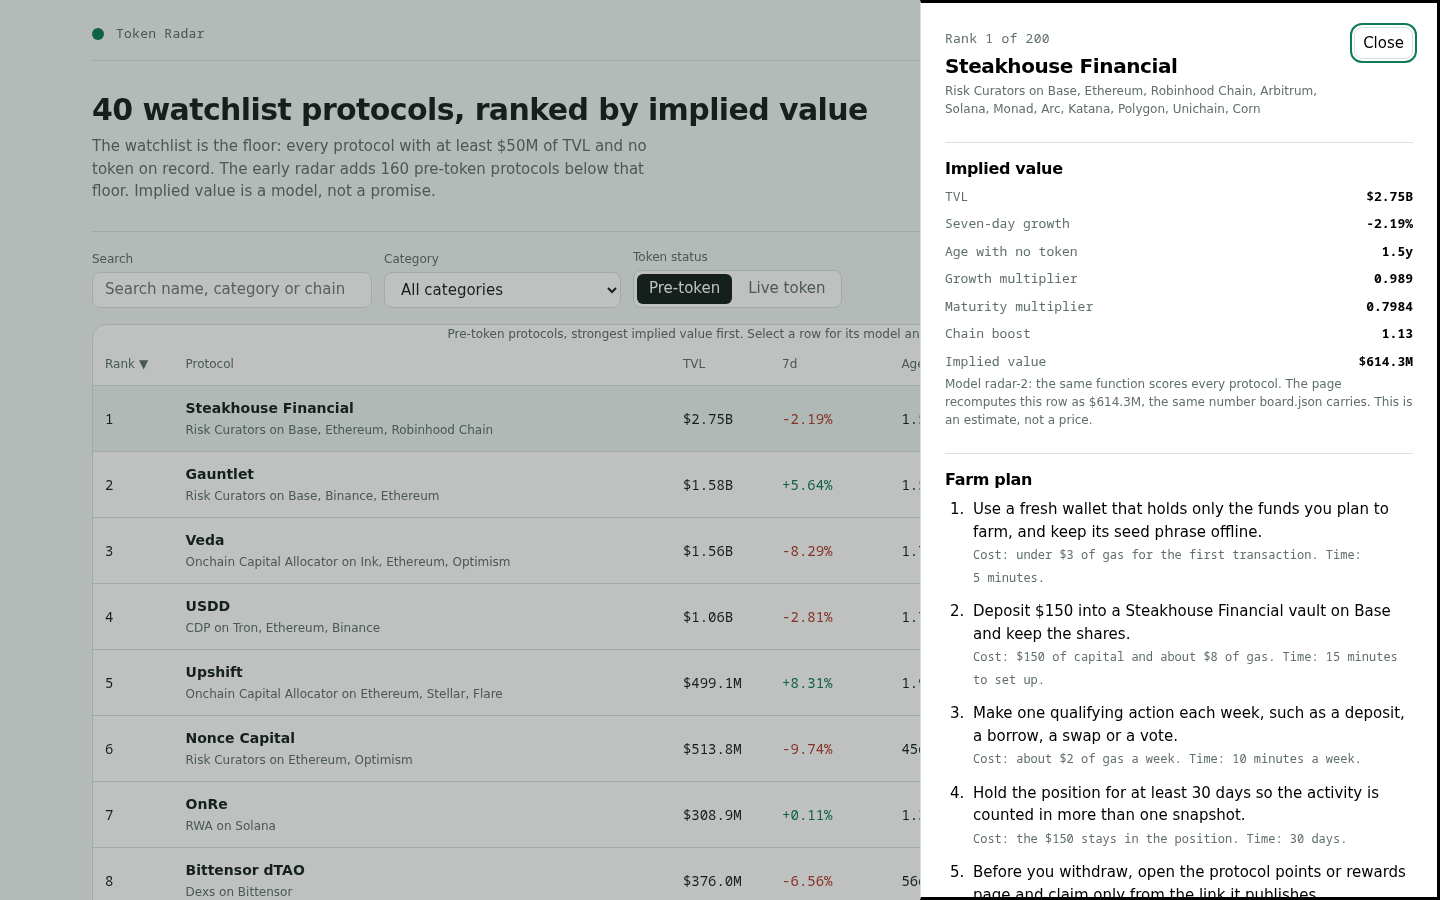 Token Radar
40 watchlist protocols, ranked by implied value
The watchlist is the floor: every protocol with at least $50M of TVL and no
token on record. The early radar adds 160 pre-token protocols below that
floor. Implied value is a model, not a promise.
Search
Category
Token status
Search name, category or chain
All categories
Pre-token
Live token
Pre-token protocols, strongest implied value first. Select a row for its model an
Rank ▼
Protocol
TVL
7d
Age
1
Steakhouse Financial
Risk Curators on Base, Ethereum, Robinhood Chain
$2.75B
-2.19%
2
Gauntlet
Risk Curators on Base, Binance, Ethereum
$1.58B
+5.64%
3
Veda
Onchain Capital Allocator on Ink, Ethereum, Optimism
$1.56B
-8.29%
4
USDD
CDP on Tron, Ethereum, Binance
$1.06B
-2.81%
5
Upshift
Onchain Capital Allocator on Ethereum, Stellar, Flare
$499.1M
+8.31%
6
Nonce Capital
Risk Curators on Ethereum, Optimism
$513.8M
-9.74%
7
OnRe
RWA on Solana
$308.9M
+0.11%
8
Bittensor dTAO
Dexs on Bittensor
$376.0M
-6.56%
Rank 1 of 200
Close
Steakhouse Financial
Risk Curators on Base, Ethereum, Robinhood Chain, Arbitrum,
Solana, Monad, Arc, Katana, Polygon, Unichain, Corn
Implied value
TVL
$2.75B
Seven-day growth
-2.19%
Age with no token
1.5y
Growth multiplier
0.989
Maturity multiplier
0.7984
Chain boost
1.13
Implied value
$614.3M
Model radar-2: the same function scores every protocol. The page
recomputes this row as $614.3M, the same number board.json carries. This is
an estimate, not a price.
Farm plan
1. Use a fresh wallet that holds only the funds you plan to
farm, and keep its seed phrase offline.
Cost: under $3 of gas for the first transaction. Time:
5 minutes.
2. Deposit $150 into a Steakhouse Financial vault on Base
and keep the shares.
Cost: $150 of capital and about $8 of gas. Time: 15 minutes
to set up.
3. Make one qualifying action each week, such as a deposit,
a borrow, a swap or a vote.
Cost: about $2 of gas a week. Time: 10 minutes a week.
4. Hold the position for at least 30 days so the activity is
counted in more than one snapshot.
Cost: the $150 stays in the position. Time: 30 days.
5. Before you withdraw, open the protocol points or rewards
page and claim only from the link it publishes.